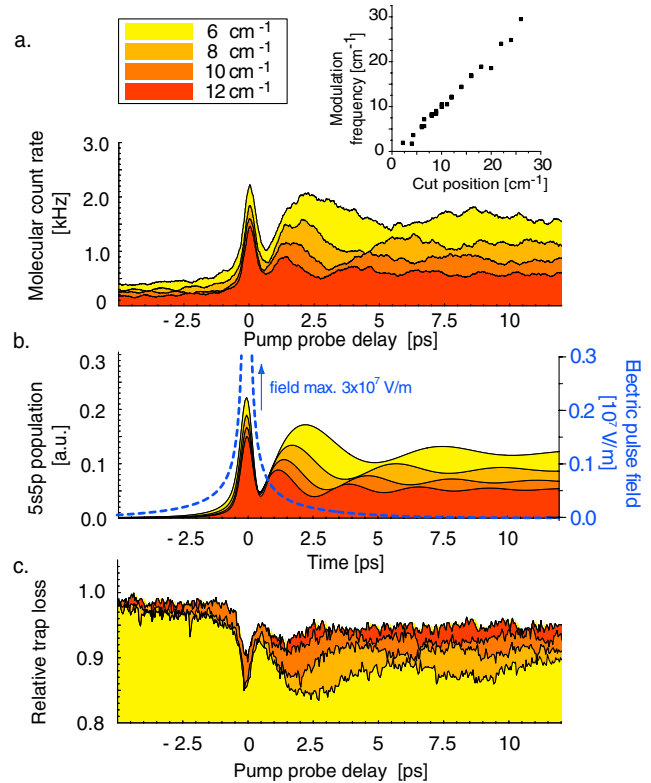 a.
6 cm-1
8 cm-1
10 cm-1
12 cm-1
Modulation
frequency [cm-1]
30
20
10
0
0 10 20 30
Cut position [cm-1]
Molecular count rate
[kHz]
3.0
2.0
1.0
0
- 2.5 0 2.5 5 7.5 10
Pump probe delay [ps]
b.
5s5p population
[a.u.]
0.3
0.2
0.1
0.0
field max. 3x10⁷ V/m
0.3
0.2
0.1
0.0
Electric pulse field
[10⁷ V/m]
- 2.5 0 2.5 5 7.5 10
Time [ps]
c.
Relative trap loss
1.0
0.9
0.8
- 2.5 0 2.5 5 7.5 10
Pump probe delay [ps]